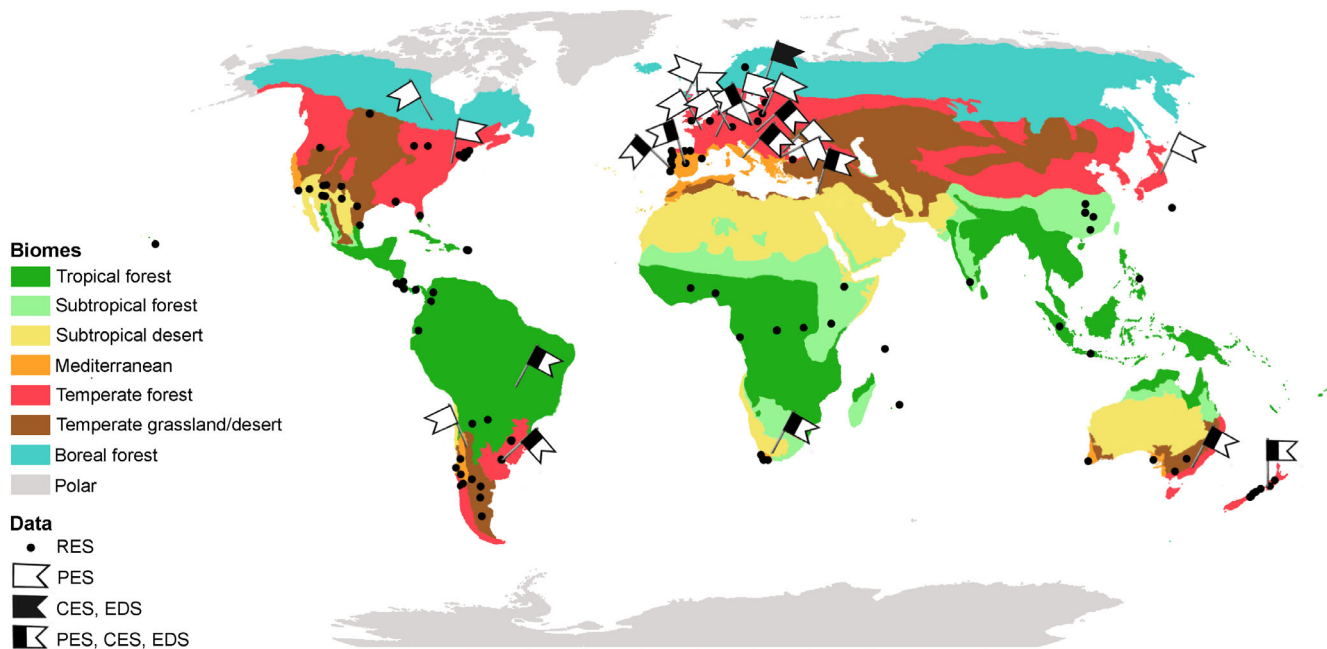 Biomes
Tropical forest
Subtropical forest
Subtropical desert
Mediterranean
Temperate forest
Temperate grassland/desert
Boreal forest
Polar
Data
RES
PES
CES, EDS
PES, CES, EDS